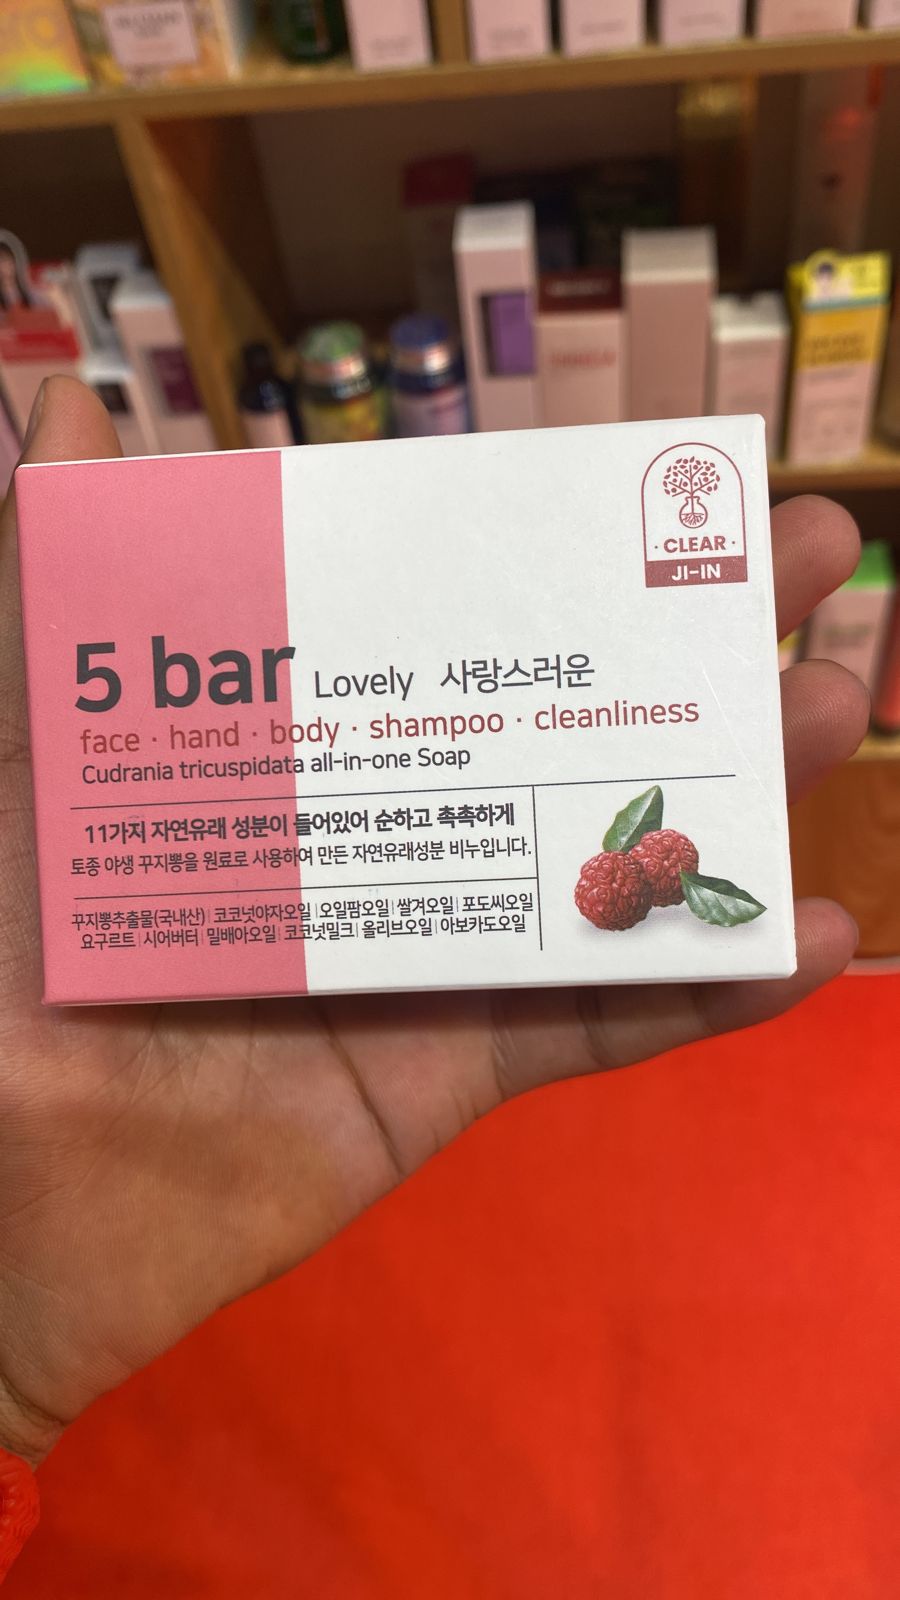 CLEAR
JI-IN
5 bar Lovely 사랑스러운
face · hand · body · shampoo · cleanliness
Cudrania tricuspidata all-in-one Soap
11가지 자연유래 성분이 들어있어 순하고 촉촉하게
토종 야생 꾸지뽕을 원료로 사용하여 만든 자연유래성분 비누입니다.
꾸지뽕추출물(국내산) | 코코넛야자오일 | 오일팜오일 | 쌀겨오일 | 포도씨오일
요구르트 | 시어버터 | 밀배아오일 | 코코넛밀크 | 올리브오일 | 아보카도오일